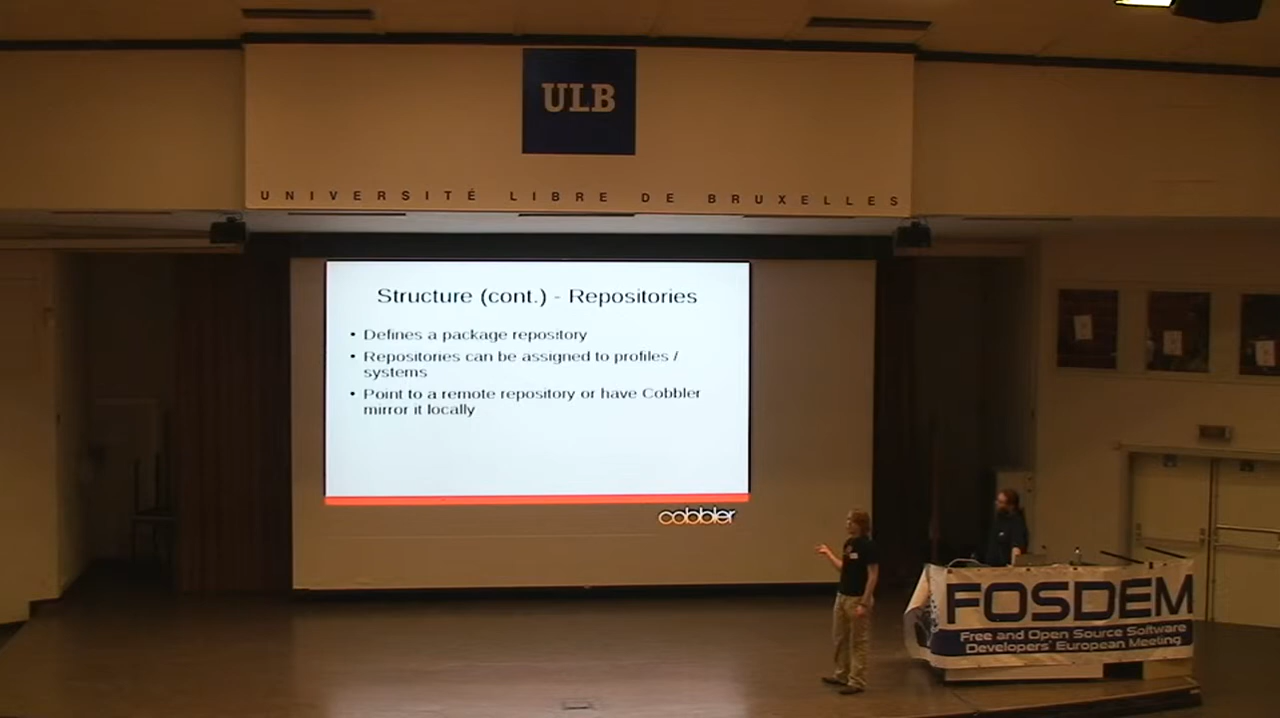 ULB
UNIVERSITÉ LIBRE DE BRUXELLES
Structure (cont.) - Repositories
• Defines a package repository
• Repositories can be assigned to profiles /
systems
• Point to a remote repository or have Cobbler
mirror it locally
cobbler
FOSDEM
Free and Open Source Software
Developers' European Meeting